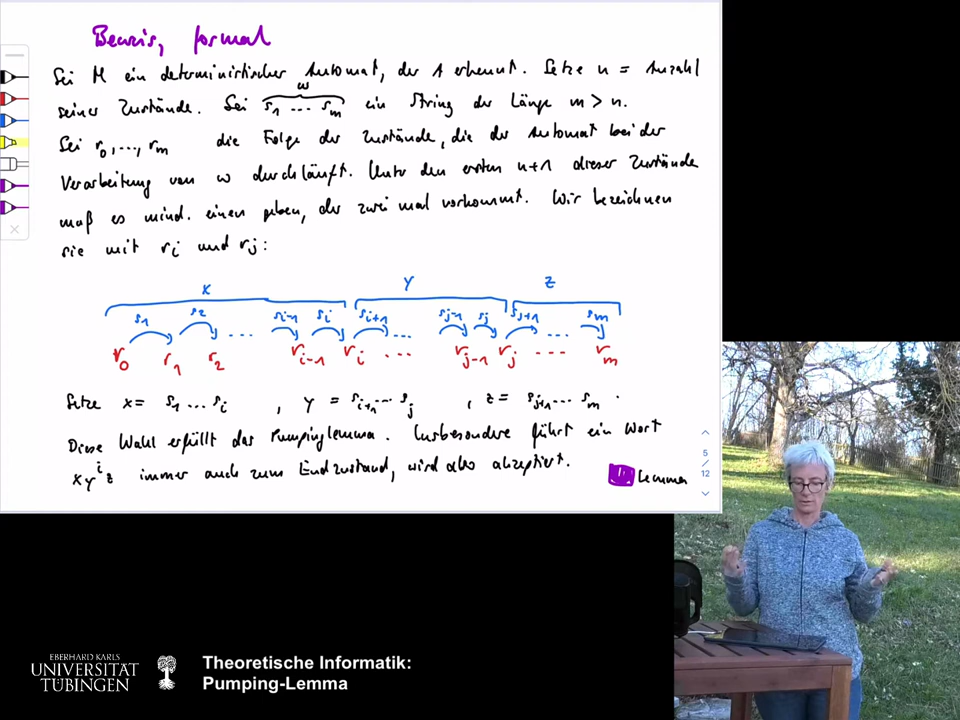 Beweis, formal
Sei M ein deterministischer Automat, der A erkennt. Setze n = Anzahl
w
seiner Zustände. Sei s1 ... sm ein String der Länge m > n.
Sei r0, ..., rm die Folge der Zustände, die der Automat bei der
Verarbeitung von w durchläuft. Unter den ersten n+1 dieser Zustände
muß es mind. einen geben, der zwei mal vorkommt. Wir bezeichnen
sie mit ri und rj:
x y z
s1 s2 ... si-1 si si+1 ... sj-1 sj sj+1 ... sm
r0 r1 r2 ri-1 ri ... rj-1 rj ... rm
Setze x = s1 ... si , y = si+1 ... sj , z = sj+1 ... sm .
Diese Wahl erfüllt das Pumpinglemma. Insbesondere führt ein Wort
xy^i z immer auch zum Endzustand, wird also akzeptiert.
Lemma
5
/
12
EBERHARD KARLS
UNIVERSITÄT
TÜBINGEN
Theoretische Informatik:
Pumping-Lemma